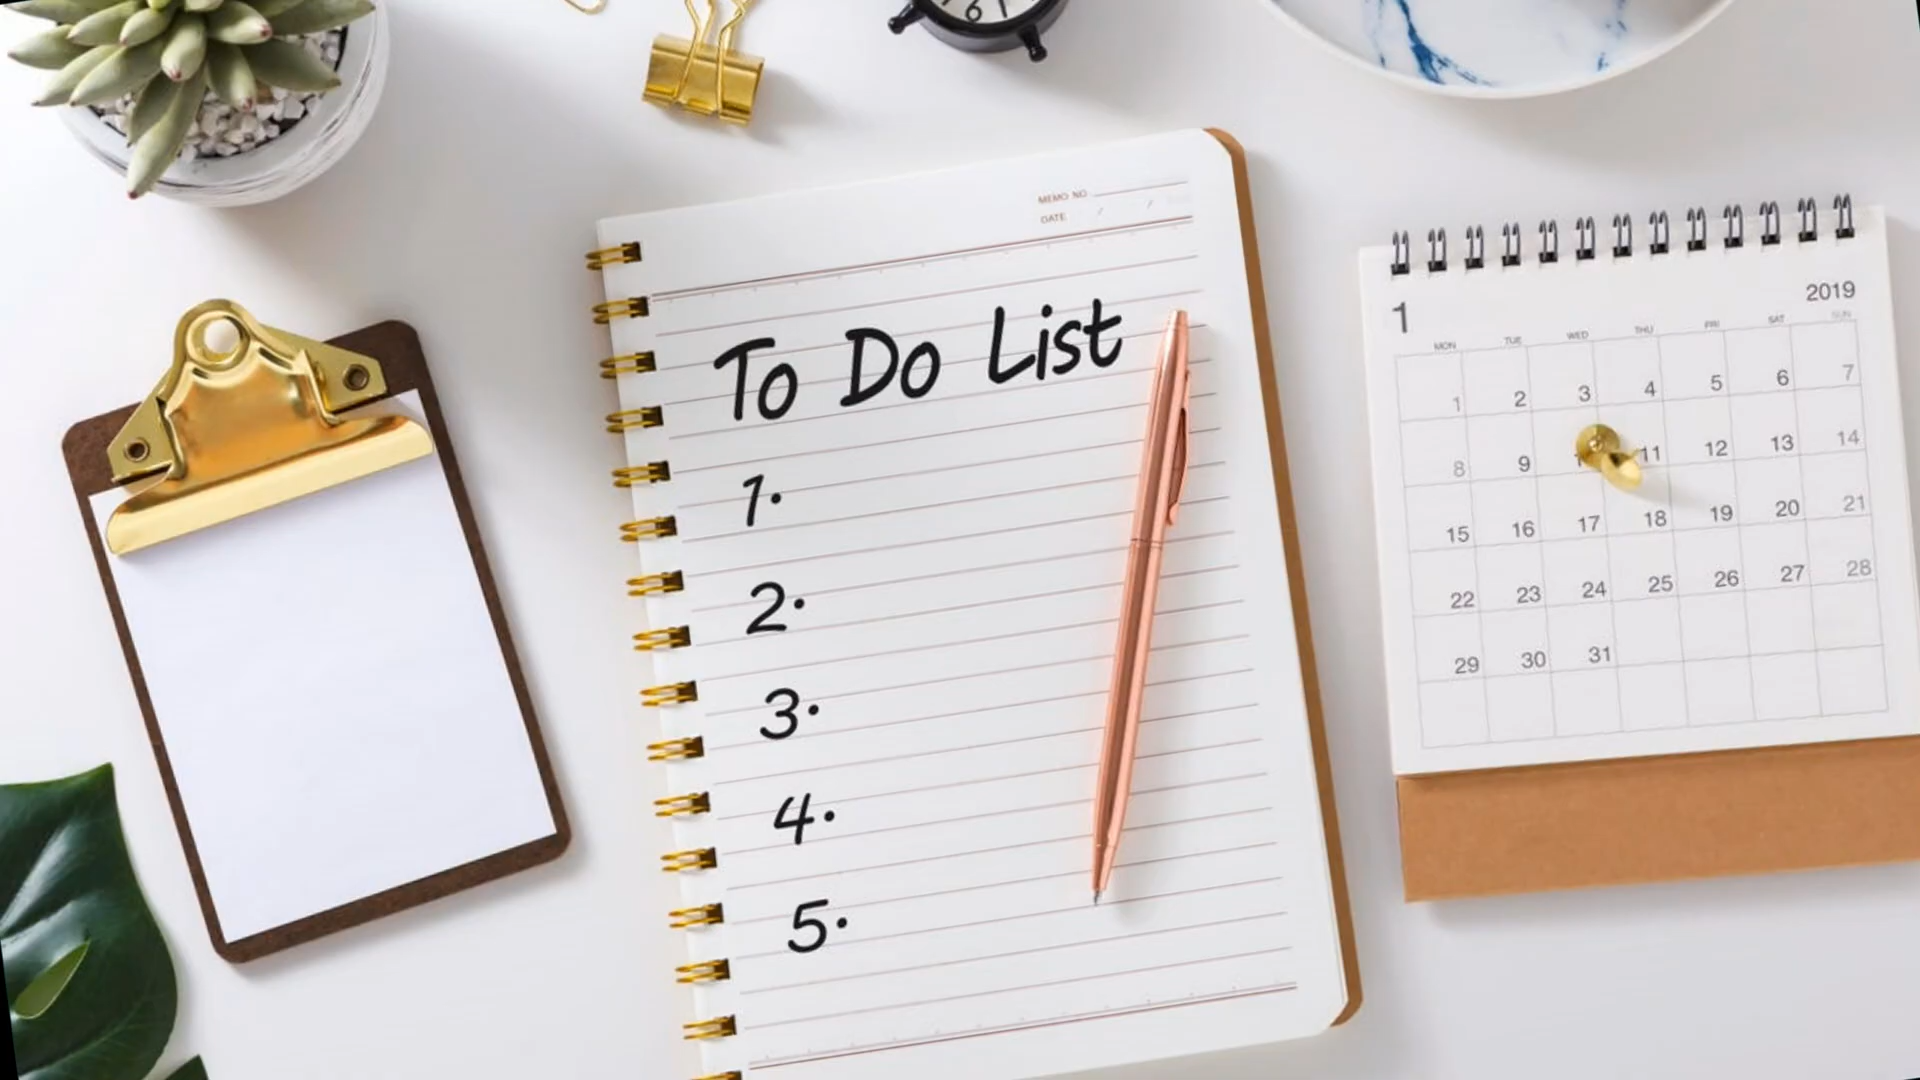 6
MEMO NO
DATE / /
To Do List
1.
2.
3.
4.
5.
1 2019
MON TUE WED THU FRI SAT SUN
1 2 3 4 5 6 7
8 9 11 12 13 14
15 16 17 18 19 20 21
22 23 24 25 26 27 28
29 30 31